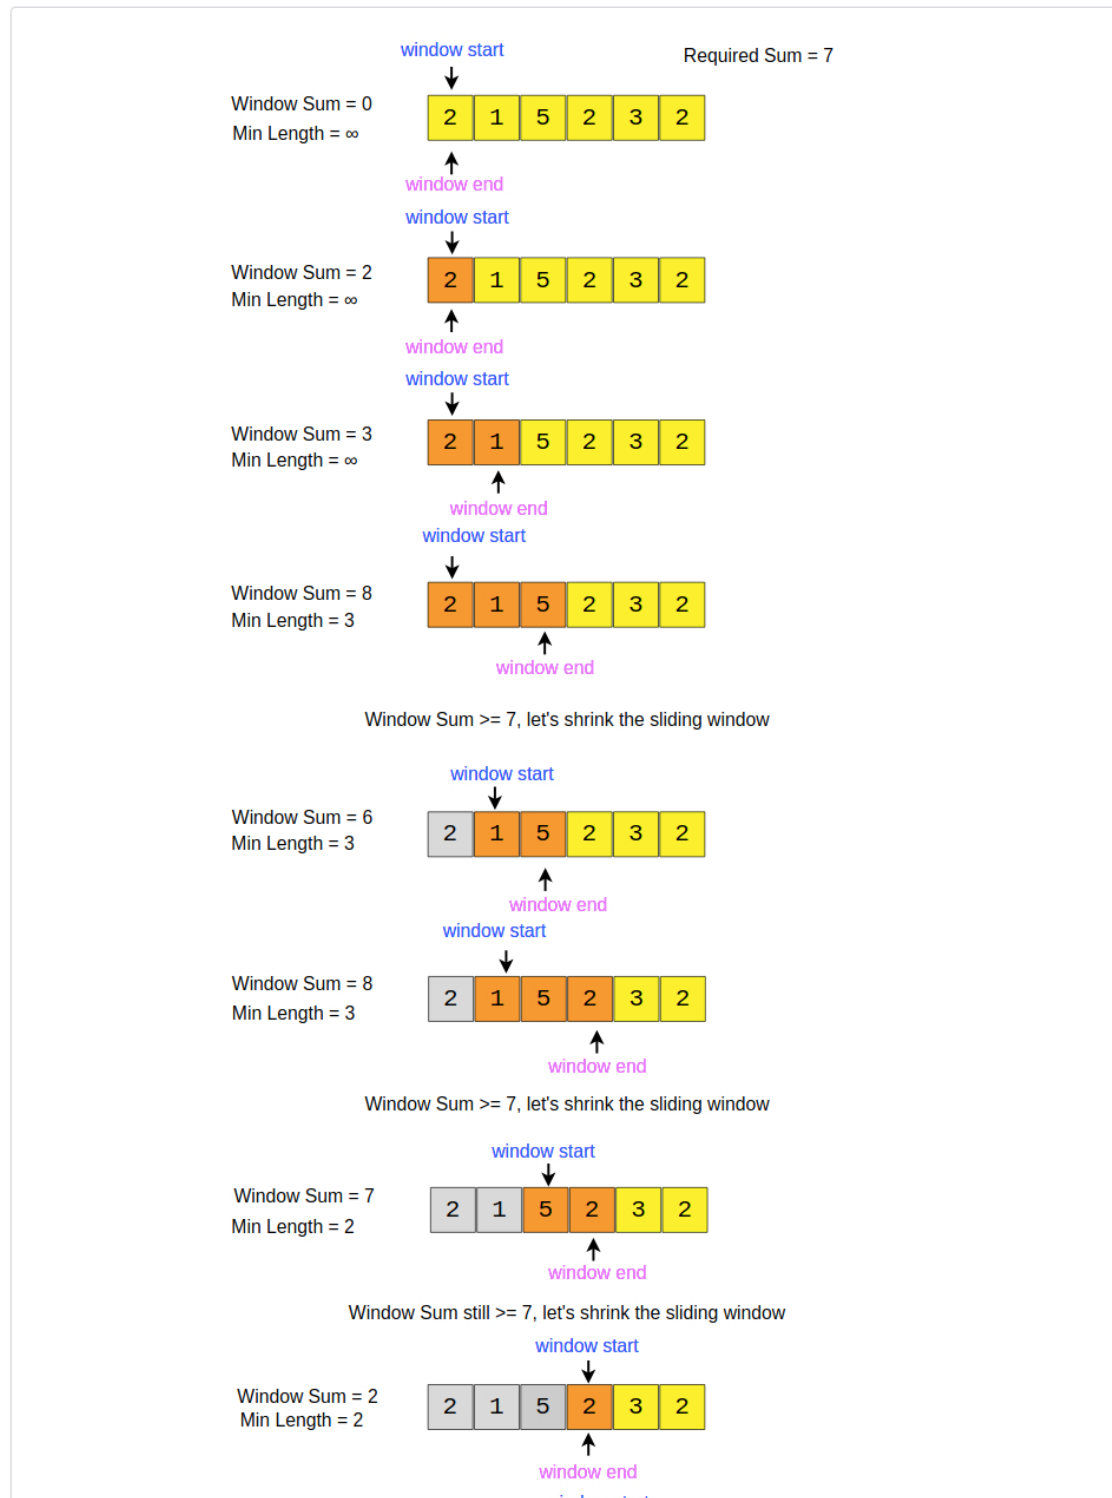 window start
Required Sum = 7
Window Sum = 0
2 1 5 2 3 2
Min Length = ∞
window end
window start
Window Sum = 2
2 1 5 2 3 2
Min Length = ∞
window end
window start
Window Sum = 3
2 1 5 2 3 2
Min Length = ∞
window end
window start
Window Sum = 8
2 1 5 2 3 2
Min Length = 3
window end
Window Sum >= 7, let's shrink the sliding window
window start
Window Sum = 6
2 1 5 2 3 2
Min Length = 3
window end
window start
Window Sum = 8
2 1 5 2 3 2
Min Length = 3
window end
Window Sum >= 7, let's shrink the sliding window
window start
Window Sum = 7
2 1 5 2 3 2
Min Length = 2
window end
Window Sum still >= 7, let's shrink the sliding window
window start
Window Sum = 2
2 1 5 2 3 2
Min Length = 2
window end